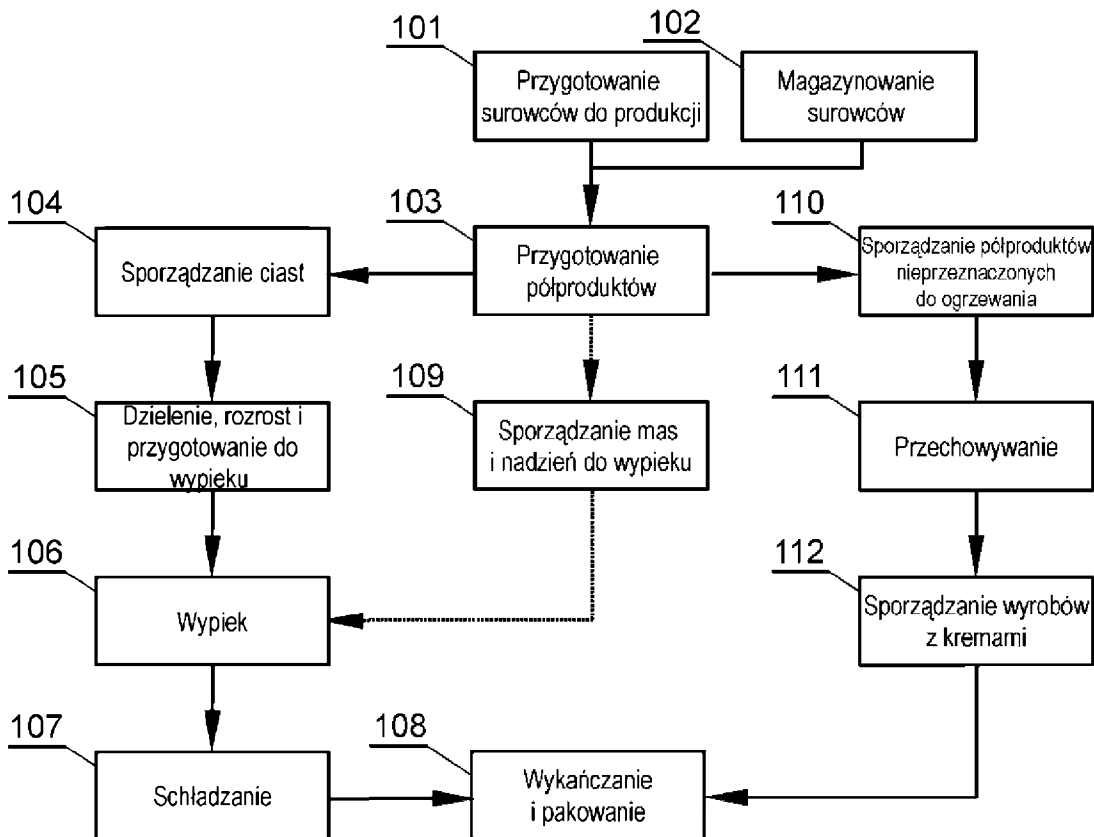 101
Przygotowanie
surowców do produkcji
102
Magazynowanie
surowców
104
Sporządzanie ciast
103
Przygotowanie
półproduktów
110
Sporządzanie półproduktów
nieprzeznaczonych
do ogrzewania
105
Dzielenie, rozrost i
przygotowanie do
wypieku
109
Sporządzanie mas
i nadzień do wypieku
111
Przechowywanie
106
Wypiek
112
Sporządzanie wyrobów
z kremami
107
Schładzanie
108
Wykańczanie
i pakowanie